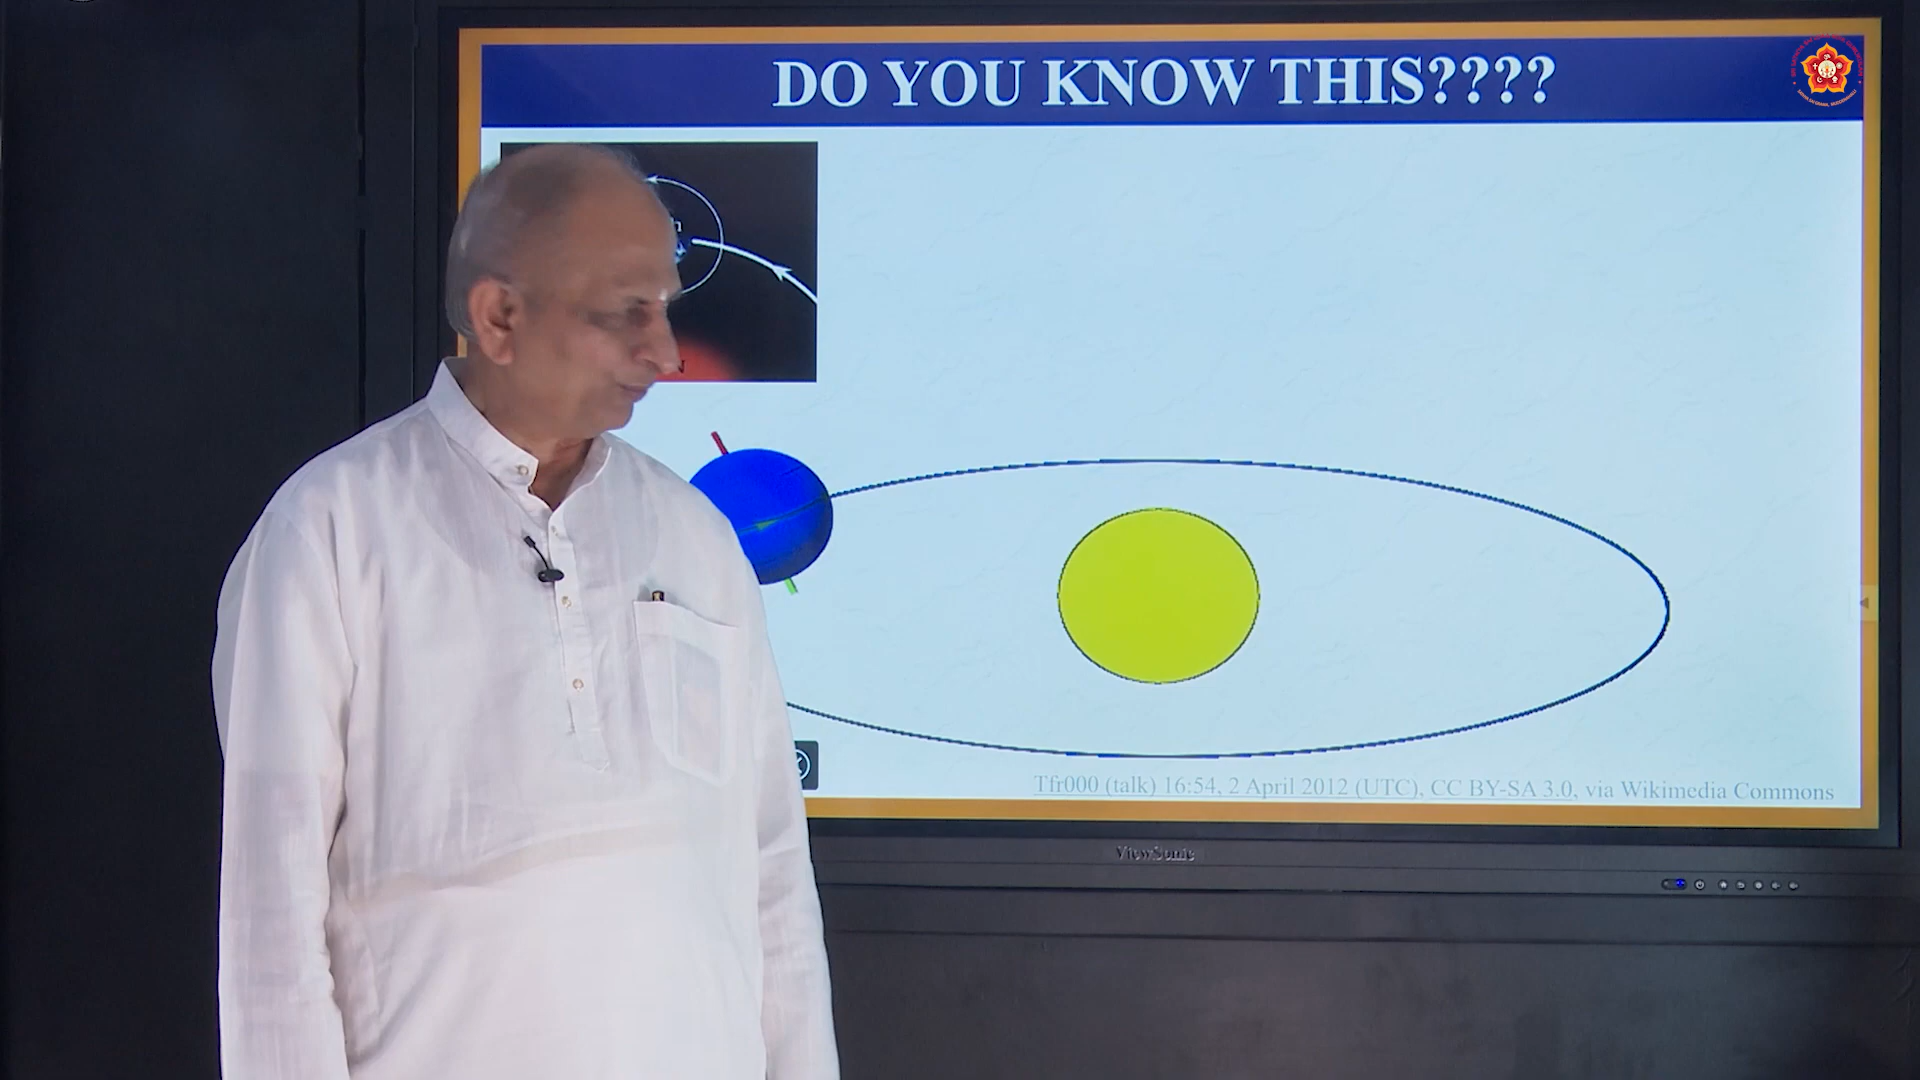 DO YOU KNOW THIS????
Tfr000 (talk) 16:54, 2 April 2012 (UTC), CC BY-SA 3.0, via Wikimedia Commons
ViewSonic